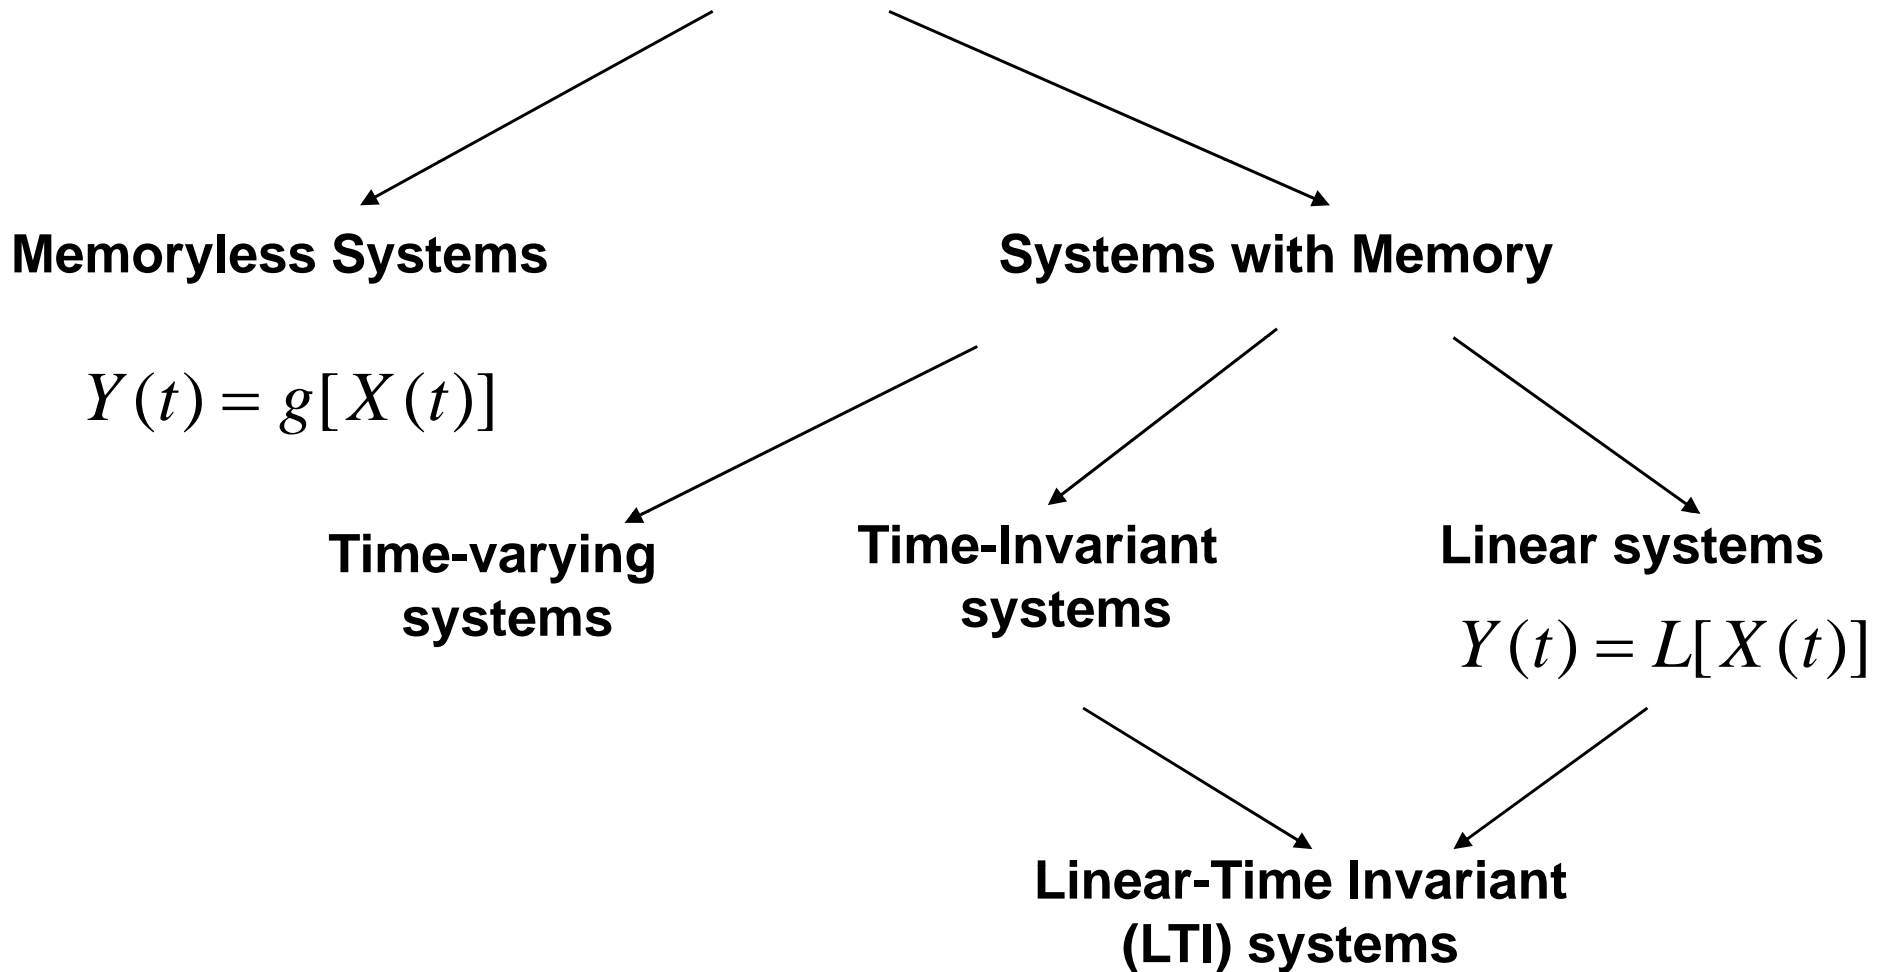 Memoryless Systems
Systems with Memory
Y(t) = g[X(t)]
Time-varying
systems
Time-Invariant
systems
Linear systems
Y(t) = L[X(t)]
Linear-Time Invariant
(LTI) systems